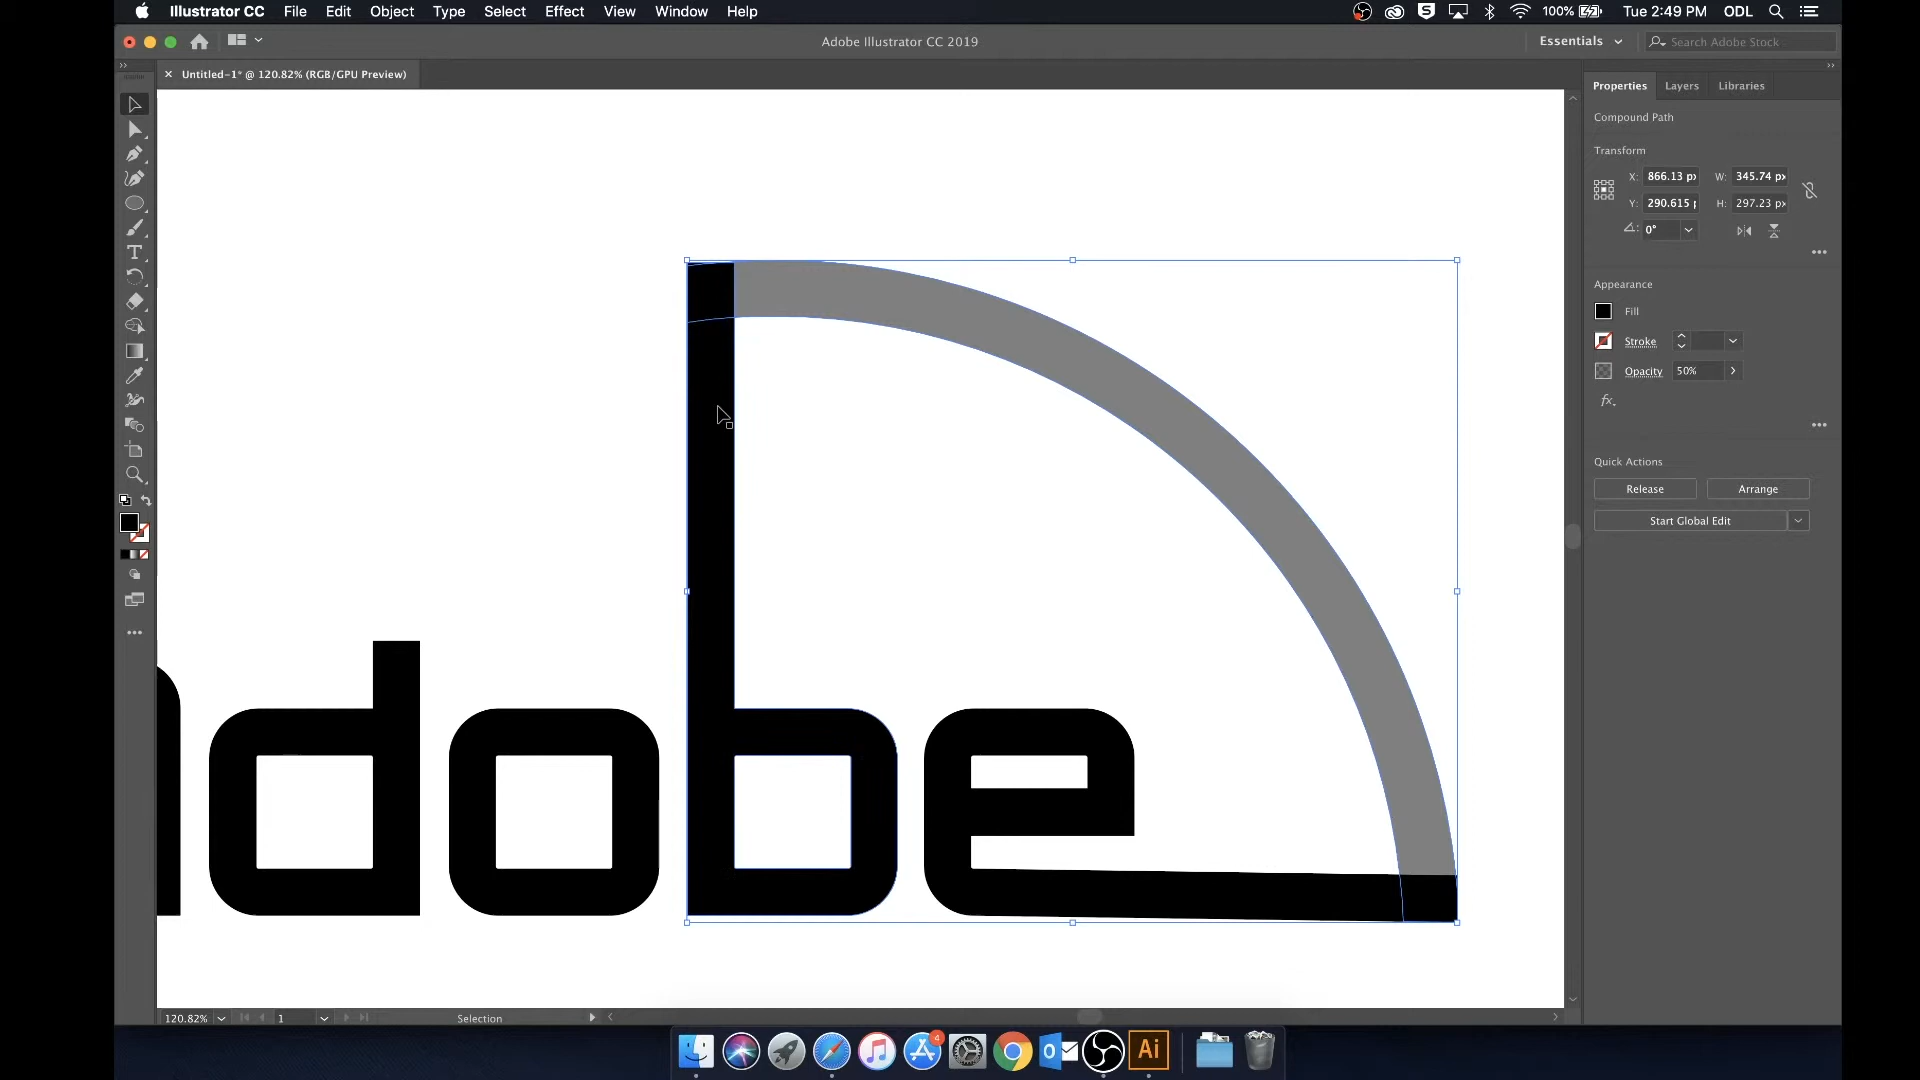 Illustrator CC File Edit Object Type Select Effect View Window Help
100% Tue 2:49 PM ODL
Adobe Illustrator CC 2019
Essentials
Search Adobe Stock
Untitled-1* @ 120.82% (RGB/GPU Preview)
Properties Layers Libraries
Compound Path
Transform
X: 866.13 px W: 345.74 px
Y: 290.615 H: 297.23 px
0°
Appearance
Fill
Stroke
Opacity 50%
fx.
Quick Actions
Release Arrange
Start Global Edit
dobe
120.82% 1 Selection
4
Ai